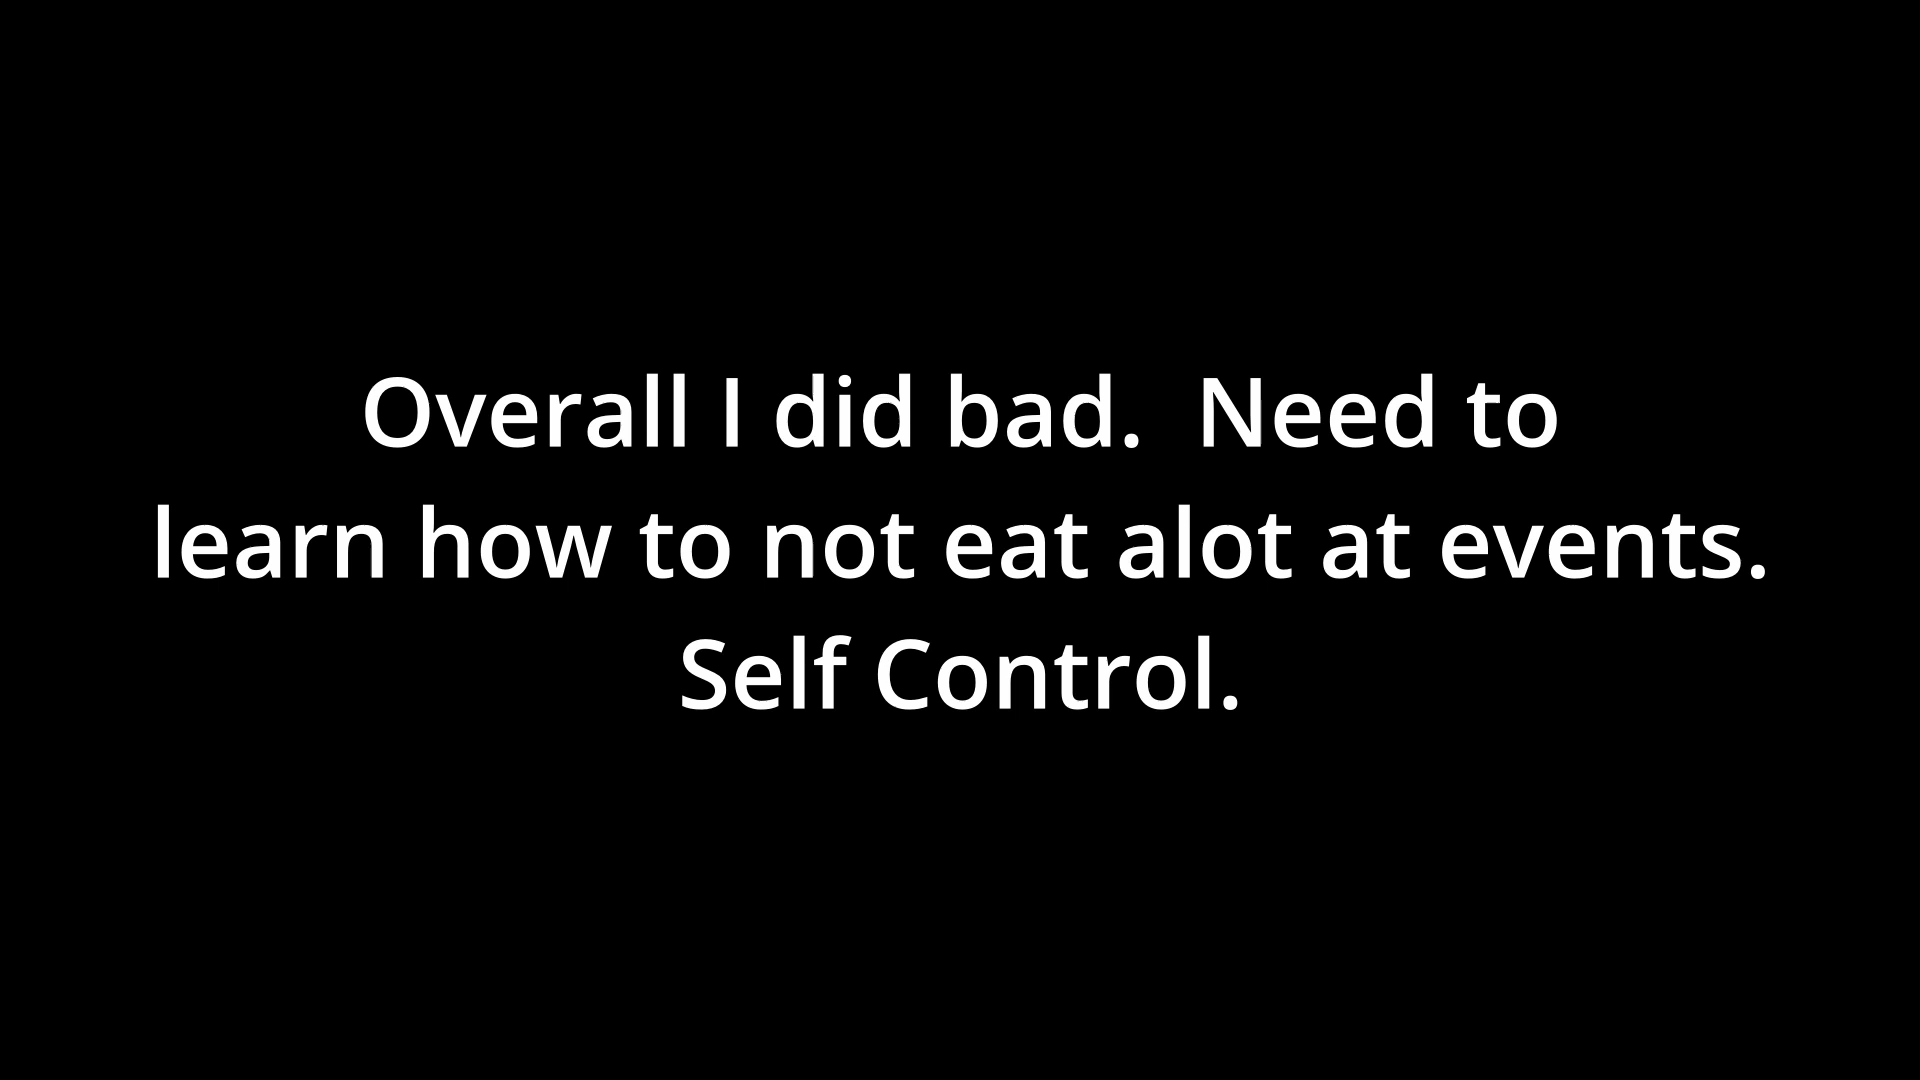 Overall I did bad.  Need to
learn how to not eat alot at events.
Self Control.